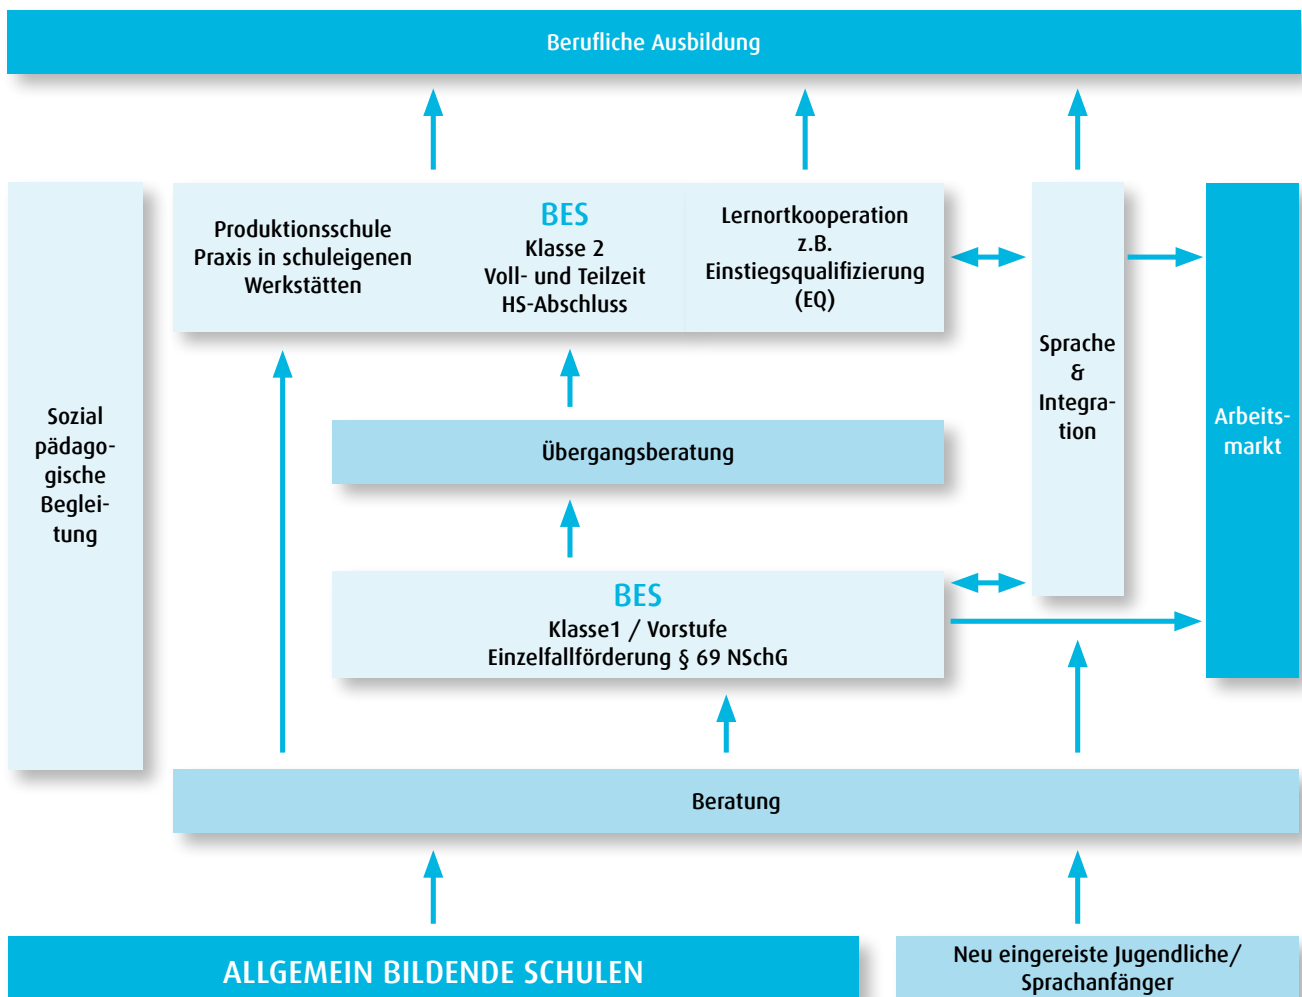 Berufliche Ausbildung
Sozial
pädago-
gische
Beglei-
tung
Produktionsschule
Praxis in schuleigenen
Werkstätten
BES
Klasse 2
Voll- und Teilzeit
HS-Abschluss
Lernortkooperation
z.B.
Einstiegsqualifizierung
(EQ)
Sprache
&
Integra-
tion
Arbeits-
markt
Übergangsberatung
BES
Klasse1 / Vorstufe
Einzelfallförderung § 69 NSchG
Beratung
ALLGEMEIN BILDENDE SCHULEN
Neu eingereiste Jugendliche/
Sprachanfänger